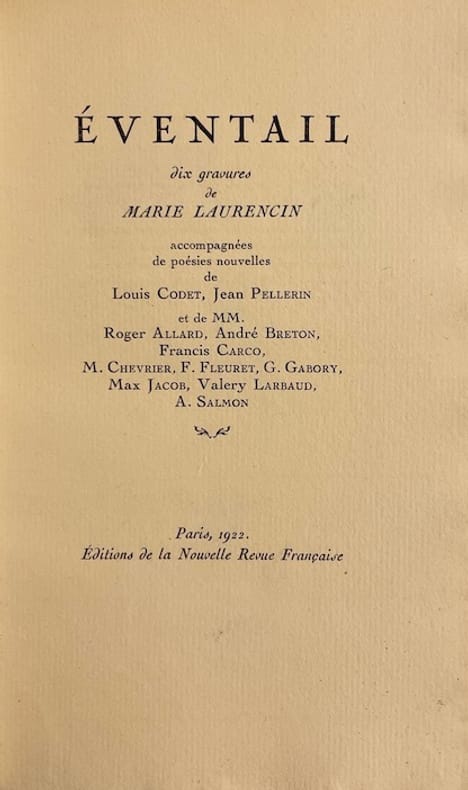 ÉVENTAIL
dix gravures
de
MARIE LAURENCIN
accompagnées
de poésies nouvelles
de
Louis CODET, Jean PELLERIN
et de MM.
Roger ALLARD, André BRETON,
Francis CARCO,
M. CHEVRIER, F. FLEURET, G. GABORY,
Max JACOB, Valery LARBAUD,
A. SALMON
Paris, 1922.
Éditions de la Nouvelle Revue Française